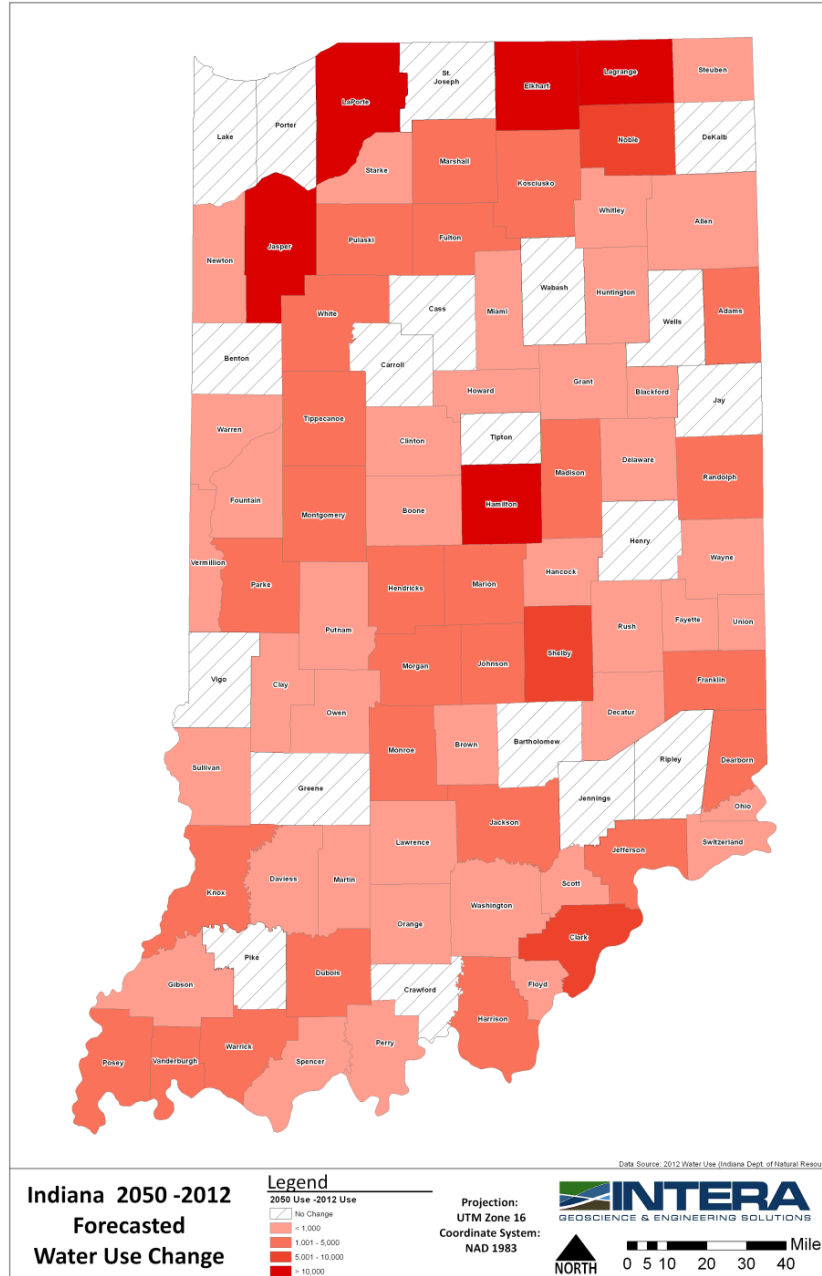 St.
Joseph
Elkhart
Lagrange
Steuben
LaPorte
Lake
Porter
Noble
DeKalb
Starke
Marshall
Kosciusko
Whitley
Allen
Newton
Jasper
Pulaski
Fulton
White
Cass
Miami
Wabash
Huntington
Wells
Adams
Benton
Carroll
Howard
Grant
Blackford
Jay
Warren
Tippecanoe
Clinton
Tipton
Madison
Delaware
Randolph
Fountain
Montgomery
Boone
Hamilton
Henry
Wayne
Vermillion
Parke
Hendricks
Marion
Hancock
Putnam
Rush
Fayette
Union
Vigo
Clay
Morgan
Johnson
Shelby
Franklin
Owen
Decatur
Sullivan
Greene
Monroe
Brown
Bartholomew
Jennings
Ripley
Dearborn
Ohio
Switzerland
Lawrence
Jackson
Jefferson
Knox
Daviess
Martin
Scott
Orange
Washington
Clark
Pike
Gibson
Dubois
Crawford
Floyd
Harrison
Posey
Vanderburgh
Warrick
Spencer
Perry
Data Source: 2012 Water Use (Indiana Dept. of Natural Resou
Indiana 2050 -2012
Forecasted
Water Use Change
Legend
2050 Use -2012 Use
No Change
< 1,000
1,001 - 5,000
5,001 - 10,000
> 10,000
Projection:
UTM Zone 16
Coordinate System:
NAD 1983
INTERA
GEOSCIENCE & ENGINEERING SOLUTIONS
NORTH
Mile
0 5 10 20 30 40